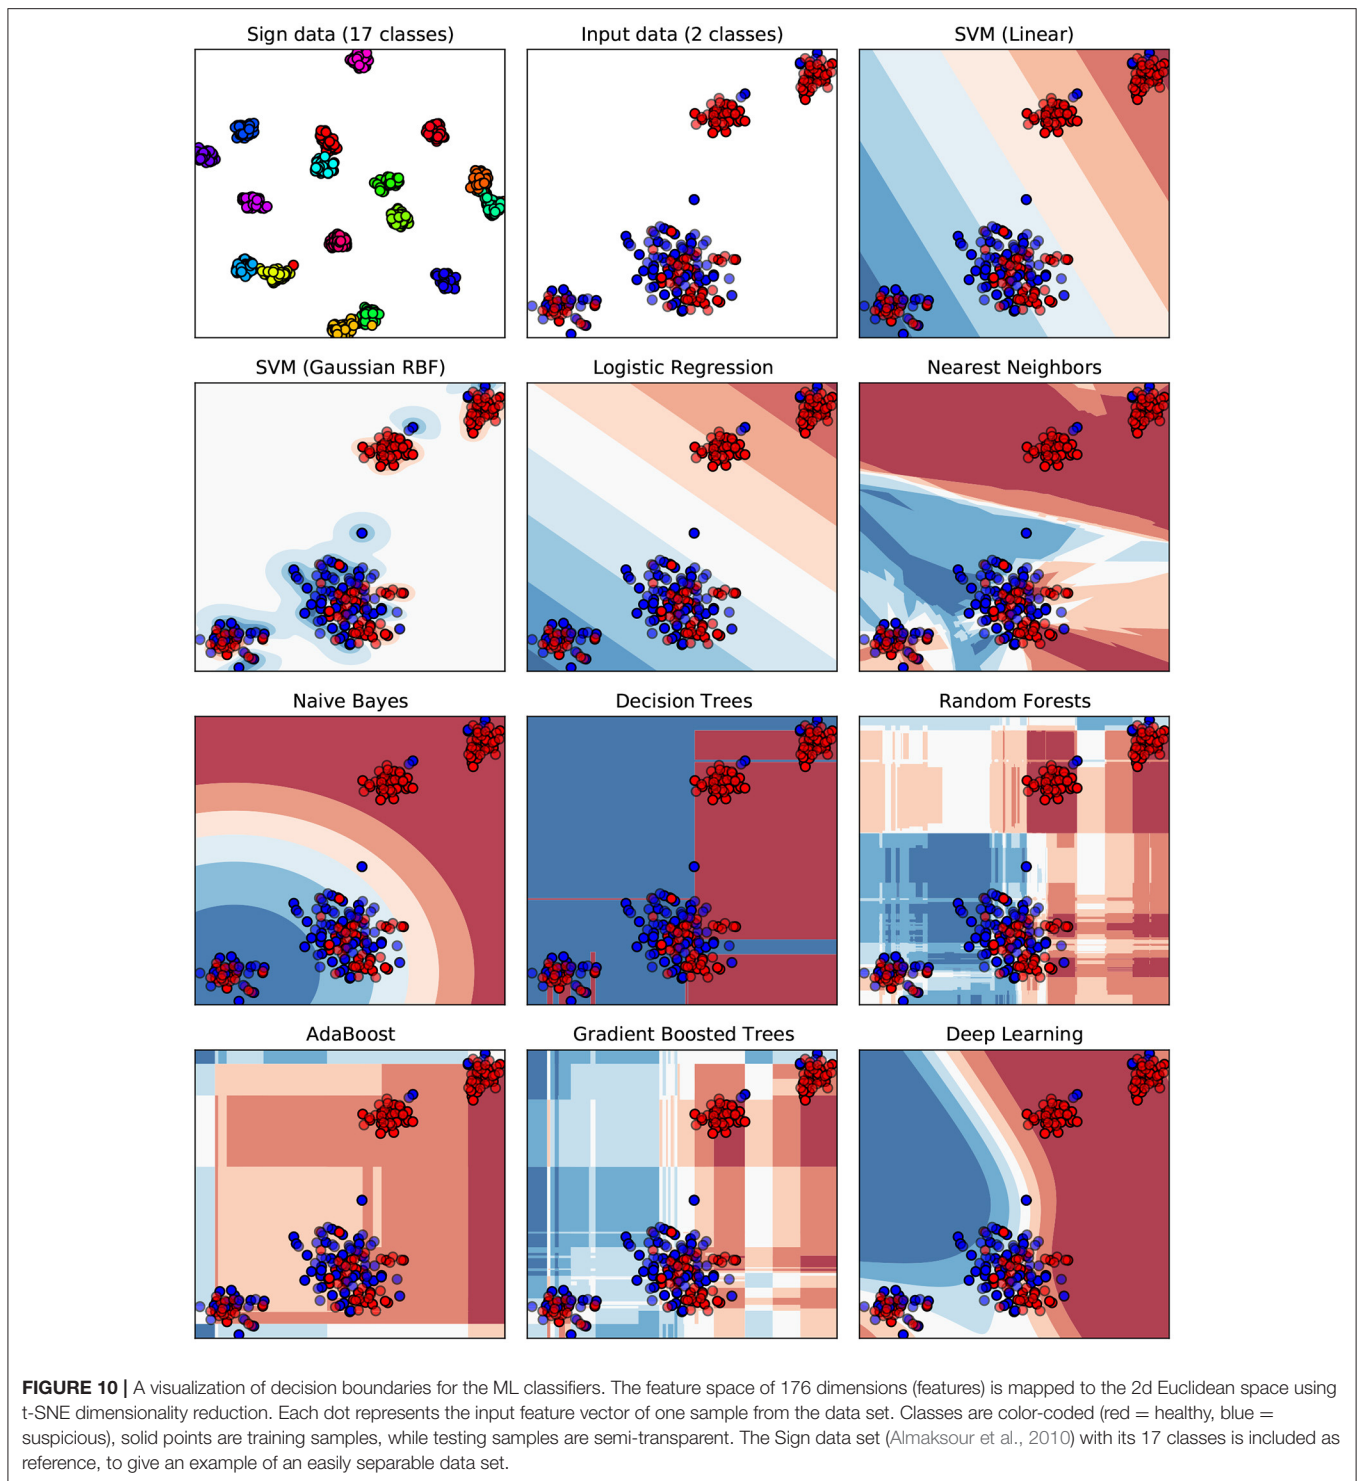 Sign data (17 classes)
Input data (2 classes)
SVM (Linear)
SVM (Gaussian RBF)
Logistic Regression
Nearest Neighbors
Naive Bayes
Decision Trees
Random Forests
AdaBoost
Gradient Boosted Trees
Deep Learning
FIGURE 10 | A visualization of decision boundaries for the ML classifiers. The feature space of 176 dimensions (features) is mapped to the 2d Euclidean space using
t-SNE dimensionality reduction. Each dot represents the input feature vector of one sample from the data set. Classes are color-coded (red = healthy, blue =
suspicious), solid points are training samples, while testing samples are semi-transparent. The Sign data set (Almaksour et al., 2010) with its 17 classes is included as
reference, to give an example of an easily separable data set.